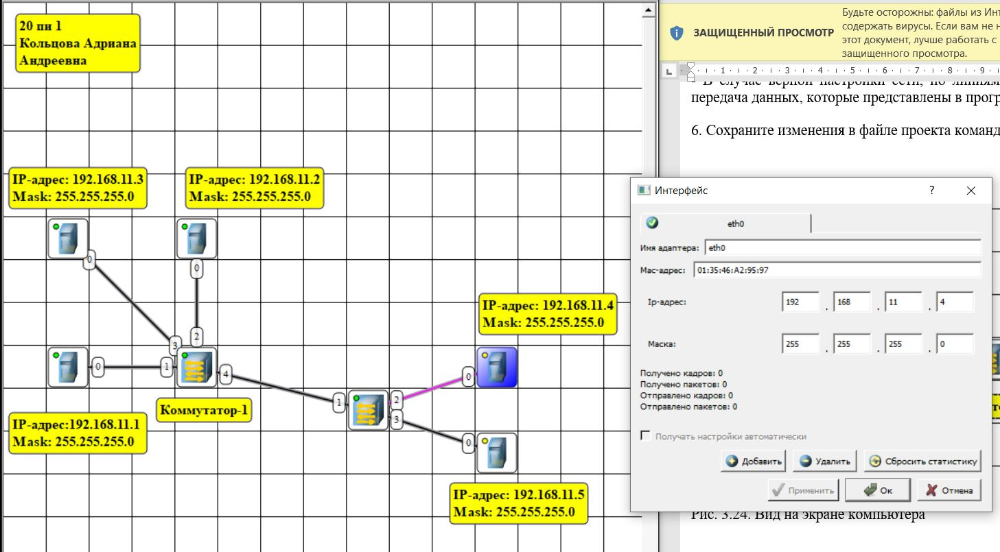 20 пи 1
Кольцова Адриана
Андреевна
IP-адрес: 192.168.11.3
Mask: 255.255.255.0
IP-адрес: 192.168.11.2
Mask: 255.255.255.0
0
0
3
2
0
1
4
Коммутатор-1
IP-адрес:192.168.11.1
Mask: 255.255.255.0
IP-адрес: 192.168.11.4
Mask: 255.255.255.0
1
2
3
0
0
IP-адрес: 192.168.11.5
Mask: 255.255.255.0
ЗАЩИЩЕННЫЙ ПРОСМОТР
Будьте осторожны: файлы из Инт
содержать вирусы. Если вам не н
этот документ, лучше работать с
защищенного просмотра.
1 2 3 4 5 6 7 8 9
- В случае верной настройки сети, по линиям
передача данных, которые представлены в прогр
6. Сохраните изменения в файле проекта команд
Интерфейс
eth0
Имя адаптера: eth0
Mac-адрес: 01:35:46:A2:95:97
Ip-адрес: 192 . 168 . 11 . 4
Маска: 255 . 255 . 255 . 0
Получено кадров: 0
Получено пакетов: 0
Отправлено кадров: 0
Отправлено пакетов: 0
Получать настройки автоматически
Добавить Удалить Сбросить статистику
Применить Ок Отмена
Рис. 3.24. Вид на экране компьютера